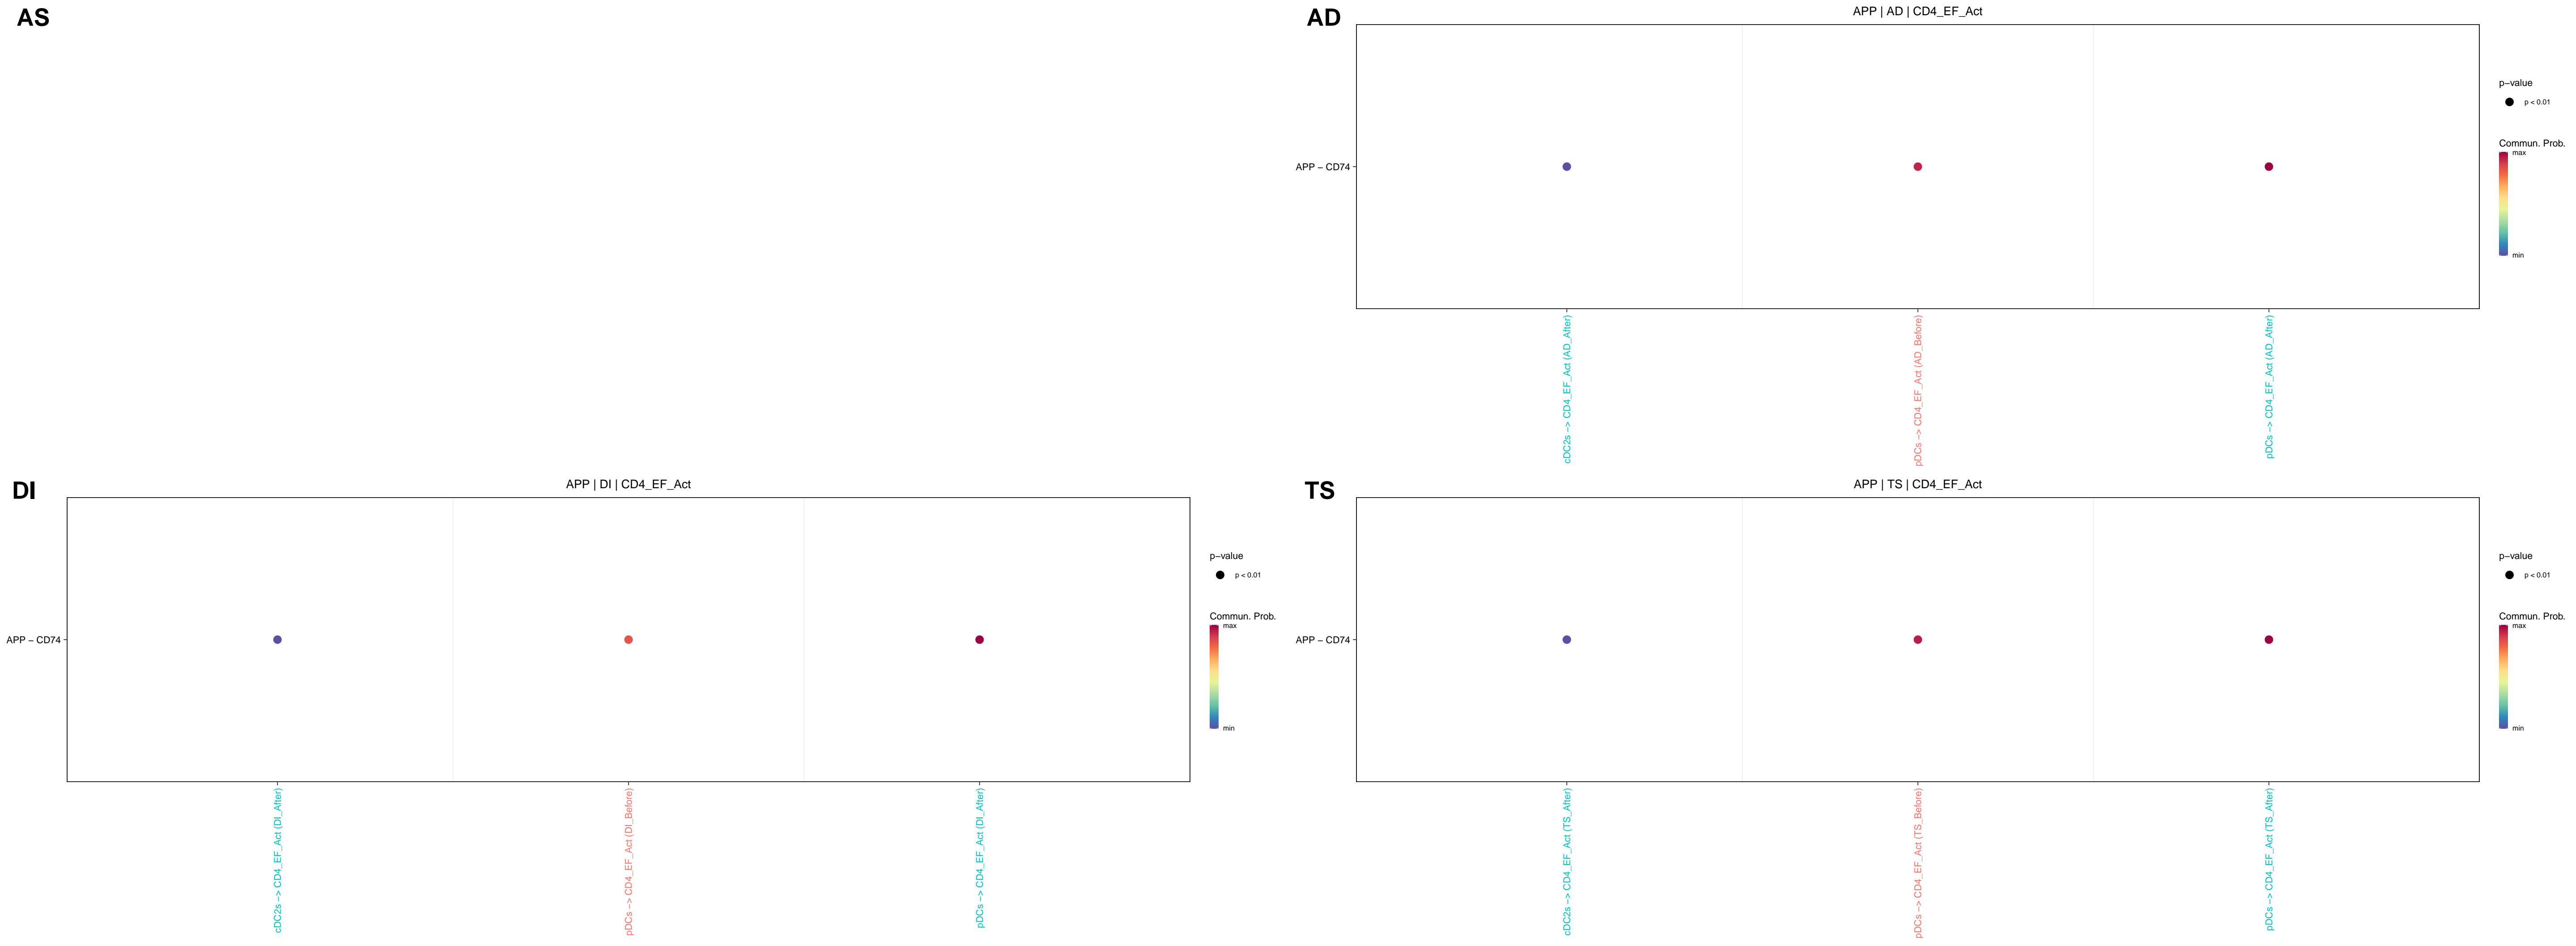 AS
AD
APP | AD | CD4_EF_Act
APP − CD74
cDC2s −> CD4_EF_Act (AD_After)
pDCs −> CD4_EF_Act (AD_Before)
pDCs −> CD4_EF_Act (AD_After)
p−value
p < 0.01
Commun. Prob.
max
min
DI
APP | DI | CD4_EF_Act
APP − CD74
cDC2s −> CD4_EF_Act (DI_After)
pDCs −> CD4_EF_Act (DI_Before)
pDCs −> CD4_EF_Act (DI_After)
p−value
p < 0.01
Commun. Prob.
max
min
TS
APP | TS | CD4_EF_Act
APP − CD74
cDC2s −> CD4_EF_Act (TS_After)
pDCs −> CD4_EF_Act (TS_Before)
pDCs −> CD4_EF_Act (TS_After)
p−value
p < 0.01
Commun. Prob.
max
min